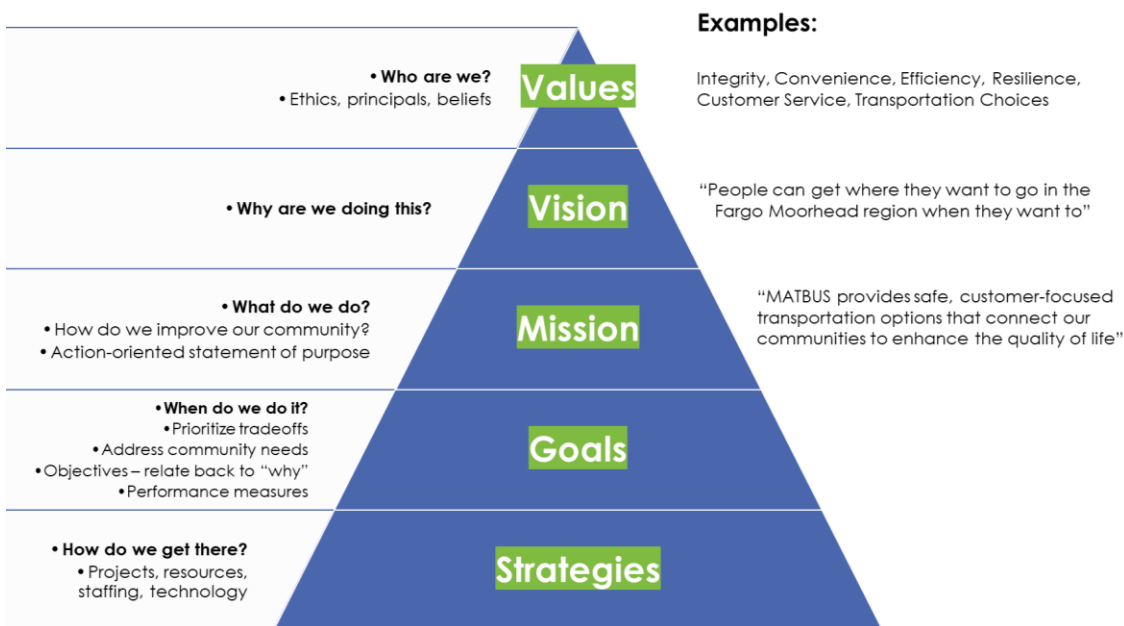 Examples:
• Who are we?
• Ethics, principals, beliefs
Values
Integrity, Convenience, Efficiency, Resilience,
Customer Service, Transportation Choices
• Why are we doing this?
Vision
“People can get where they want to go in the
Fargo Moorhead region when they want to”
• What do we do?
• How do we improve our community?
• Action-oriented statement of purpose
Mission
“MATBUS provides safe, customer-focused
transportation options that connect our
communities to enhance the quality of life”
• When do we do it?
• Prioritize tradeoffs
• Address community needs
• Objectives – relate back to “why”
• Performance measures
Goals
• How do we get there?
• Projects, resources,
staffing, technology
Strategies